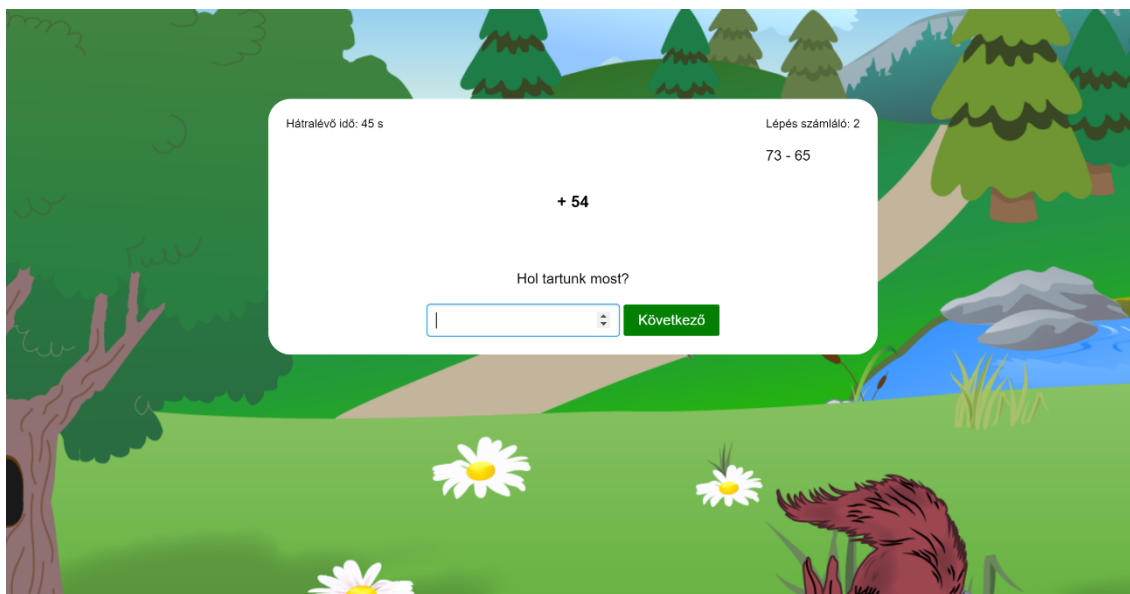 Hátralévő idő: 45 s
Lépés számláló: 2
73 - 65
+ 54
Hol tartunk most?
Következő